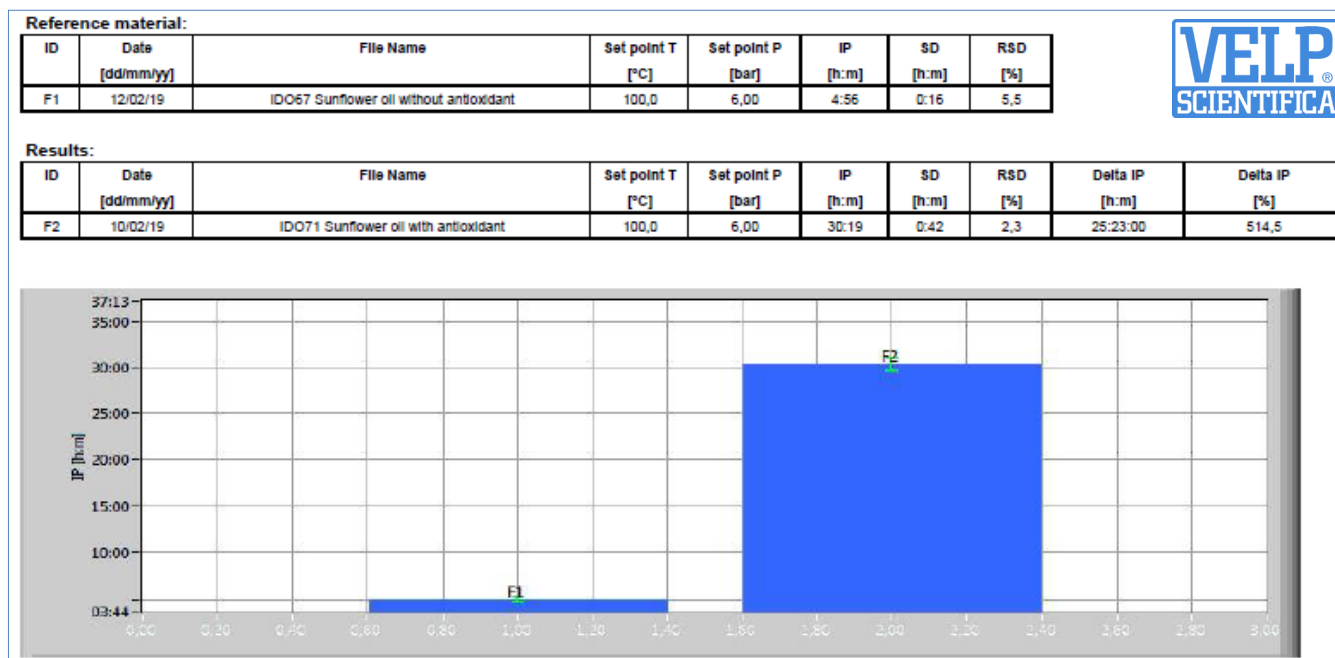 Reference material:
ID Date File Name Set point T Set point P IP SD RSD
[dd/mm/yy] [°C] [bar] [h:m] [h:m] [%]
F1 12/02/19 IDO67 Sunflower oil without antioxidant 100,0 6,00 4:56 0:16 5,5
VELP®
SCIENTIFICA
Results:
ID Date File Name Set point T Set point P IP SD RSD Delta IP Delta IP
[dd/mm/yy] [°C] [bar] [h:m] [h:m] [%] [h:m] [%]
F2 10/02/19 IDO71 Sunflower oil with antioxidant 100,0 6,00 30:19 0:42 2,3 25:23:00 514,5
37:13
35:00
F2
30:00
25:00
IP [h:m]
20:00
15:00
10:00
F1
03:44
0,00 0,20 0,40 0,60 0,80 1,00 1,20 1,40 1,60 1,80 2,00 2,20 2,40 2,60 2,80 3,00